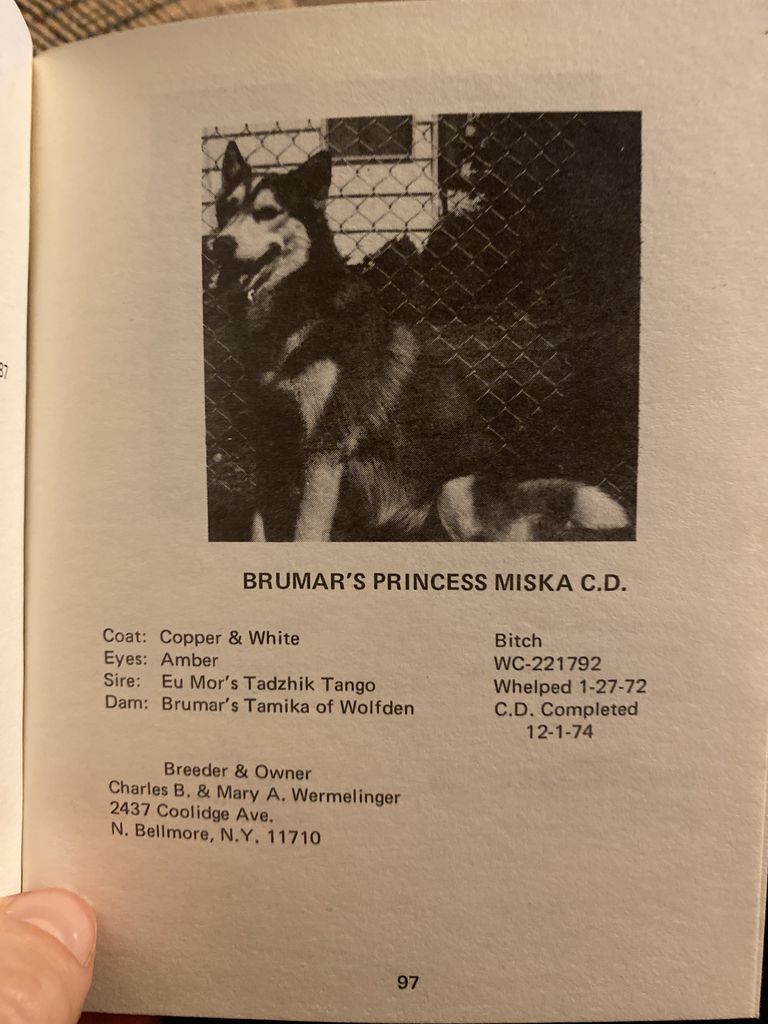 87
BRUMAR'S PRINCESS MISKA C.D.
Coat: Copper & White
Eyes: Amber
Sire: Eu Mor's Tadzhik Tango
Dam: Brumar's Tamika of Wolfden
Bitch
WC-221792
Whelped 1-27-72
C.D. Completed
12-1-74
Breeder & Owner
Charles B. & Mary A. Wermelinger
2437 Coolidge Ave.
N. Bellmore, N.Y. 11710
97